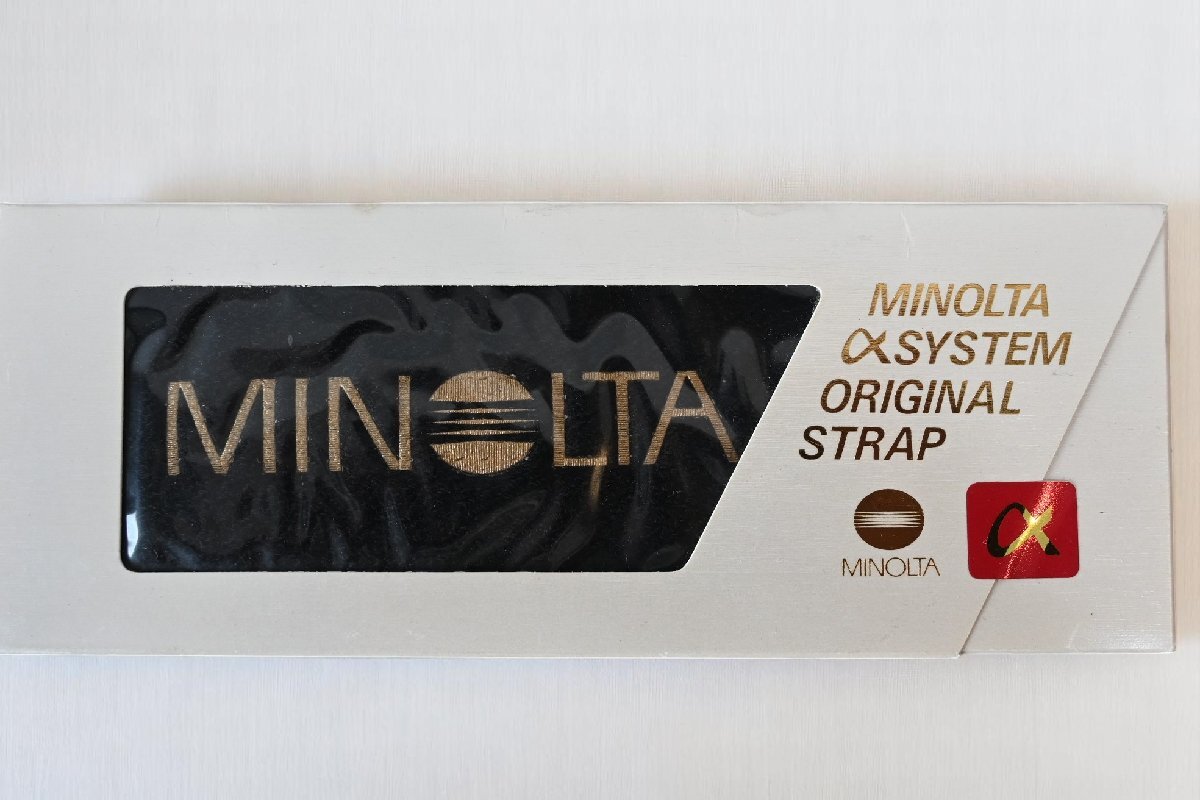 MINOLTA
MINOLTA
αSYSTEM
ORIGINAL
STRAP
MINOLTA
α